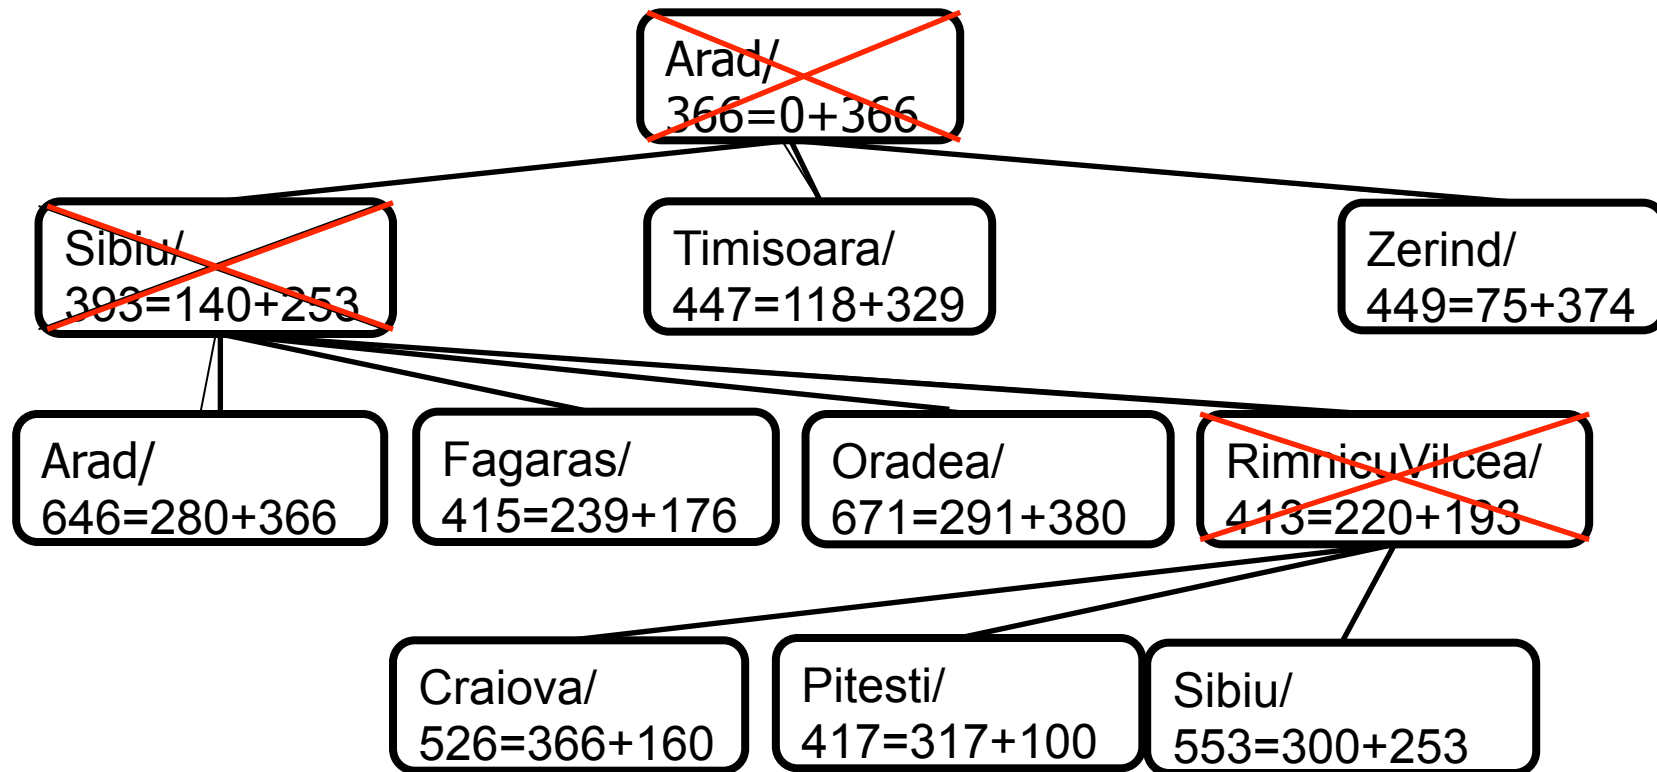 Arad/
366=0+366
Sibiu/
393=140+253
Timisoara/
447=118+329
Zerind/
449=75+374
Arad/
646=280+366
Fagaras/
415=239+176
Oradea/
671=291+380
RimnicuVilcea/
413=220+193
Craiova/
526=366+160
Pitesti/
417=317+100
Sibiu/
553=300+253